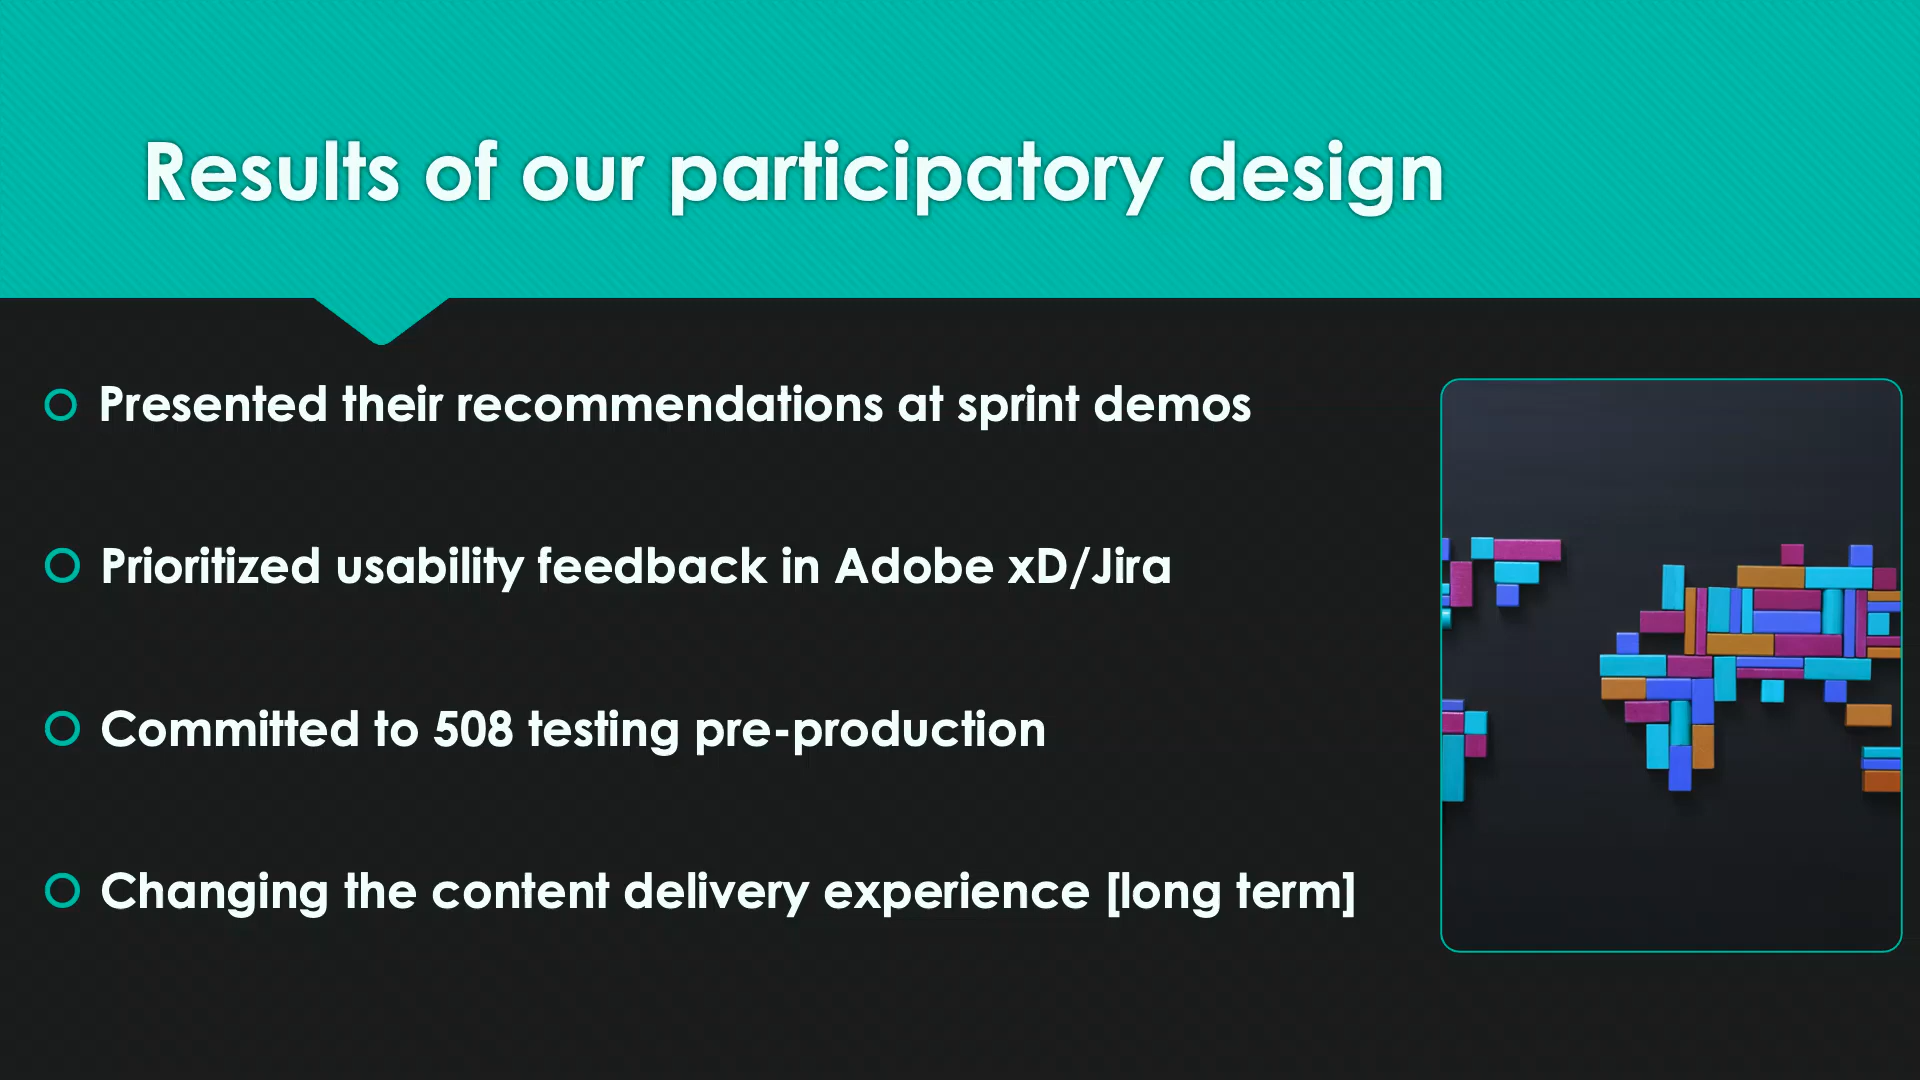 Results of our participatory design
Presented their recommendations at sprint demos
Prioritized usability feedback in Adobe xD/Jira
Committed to 508 testing pre-production
Changing the content delivery experience [long term]